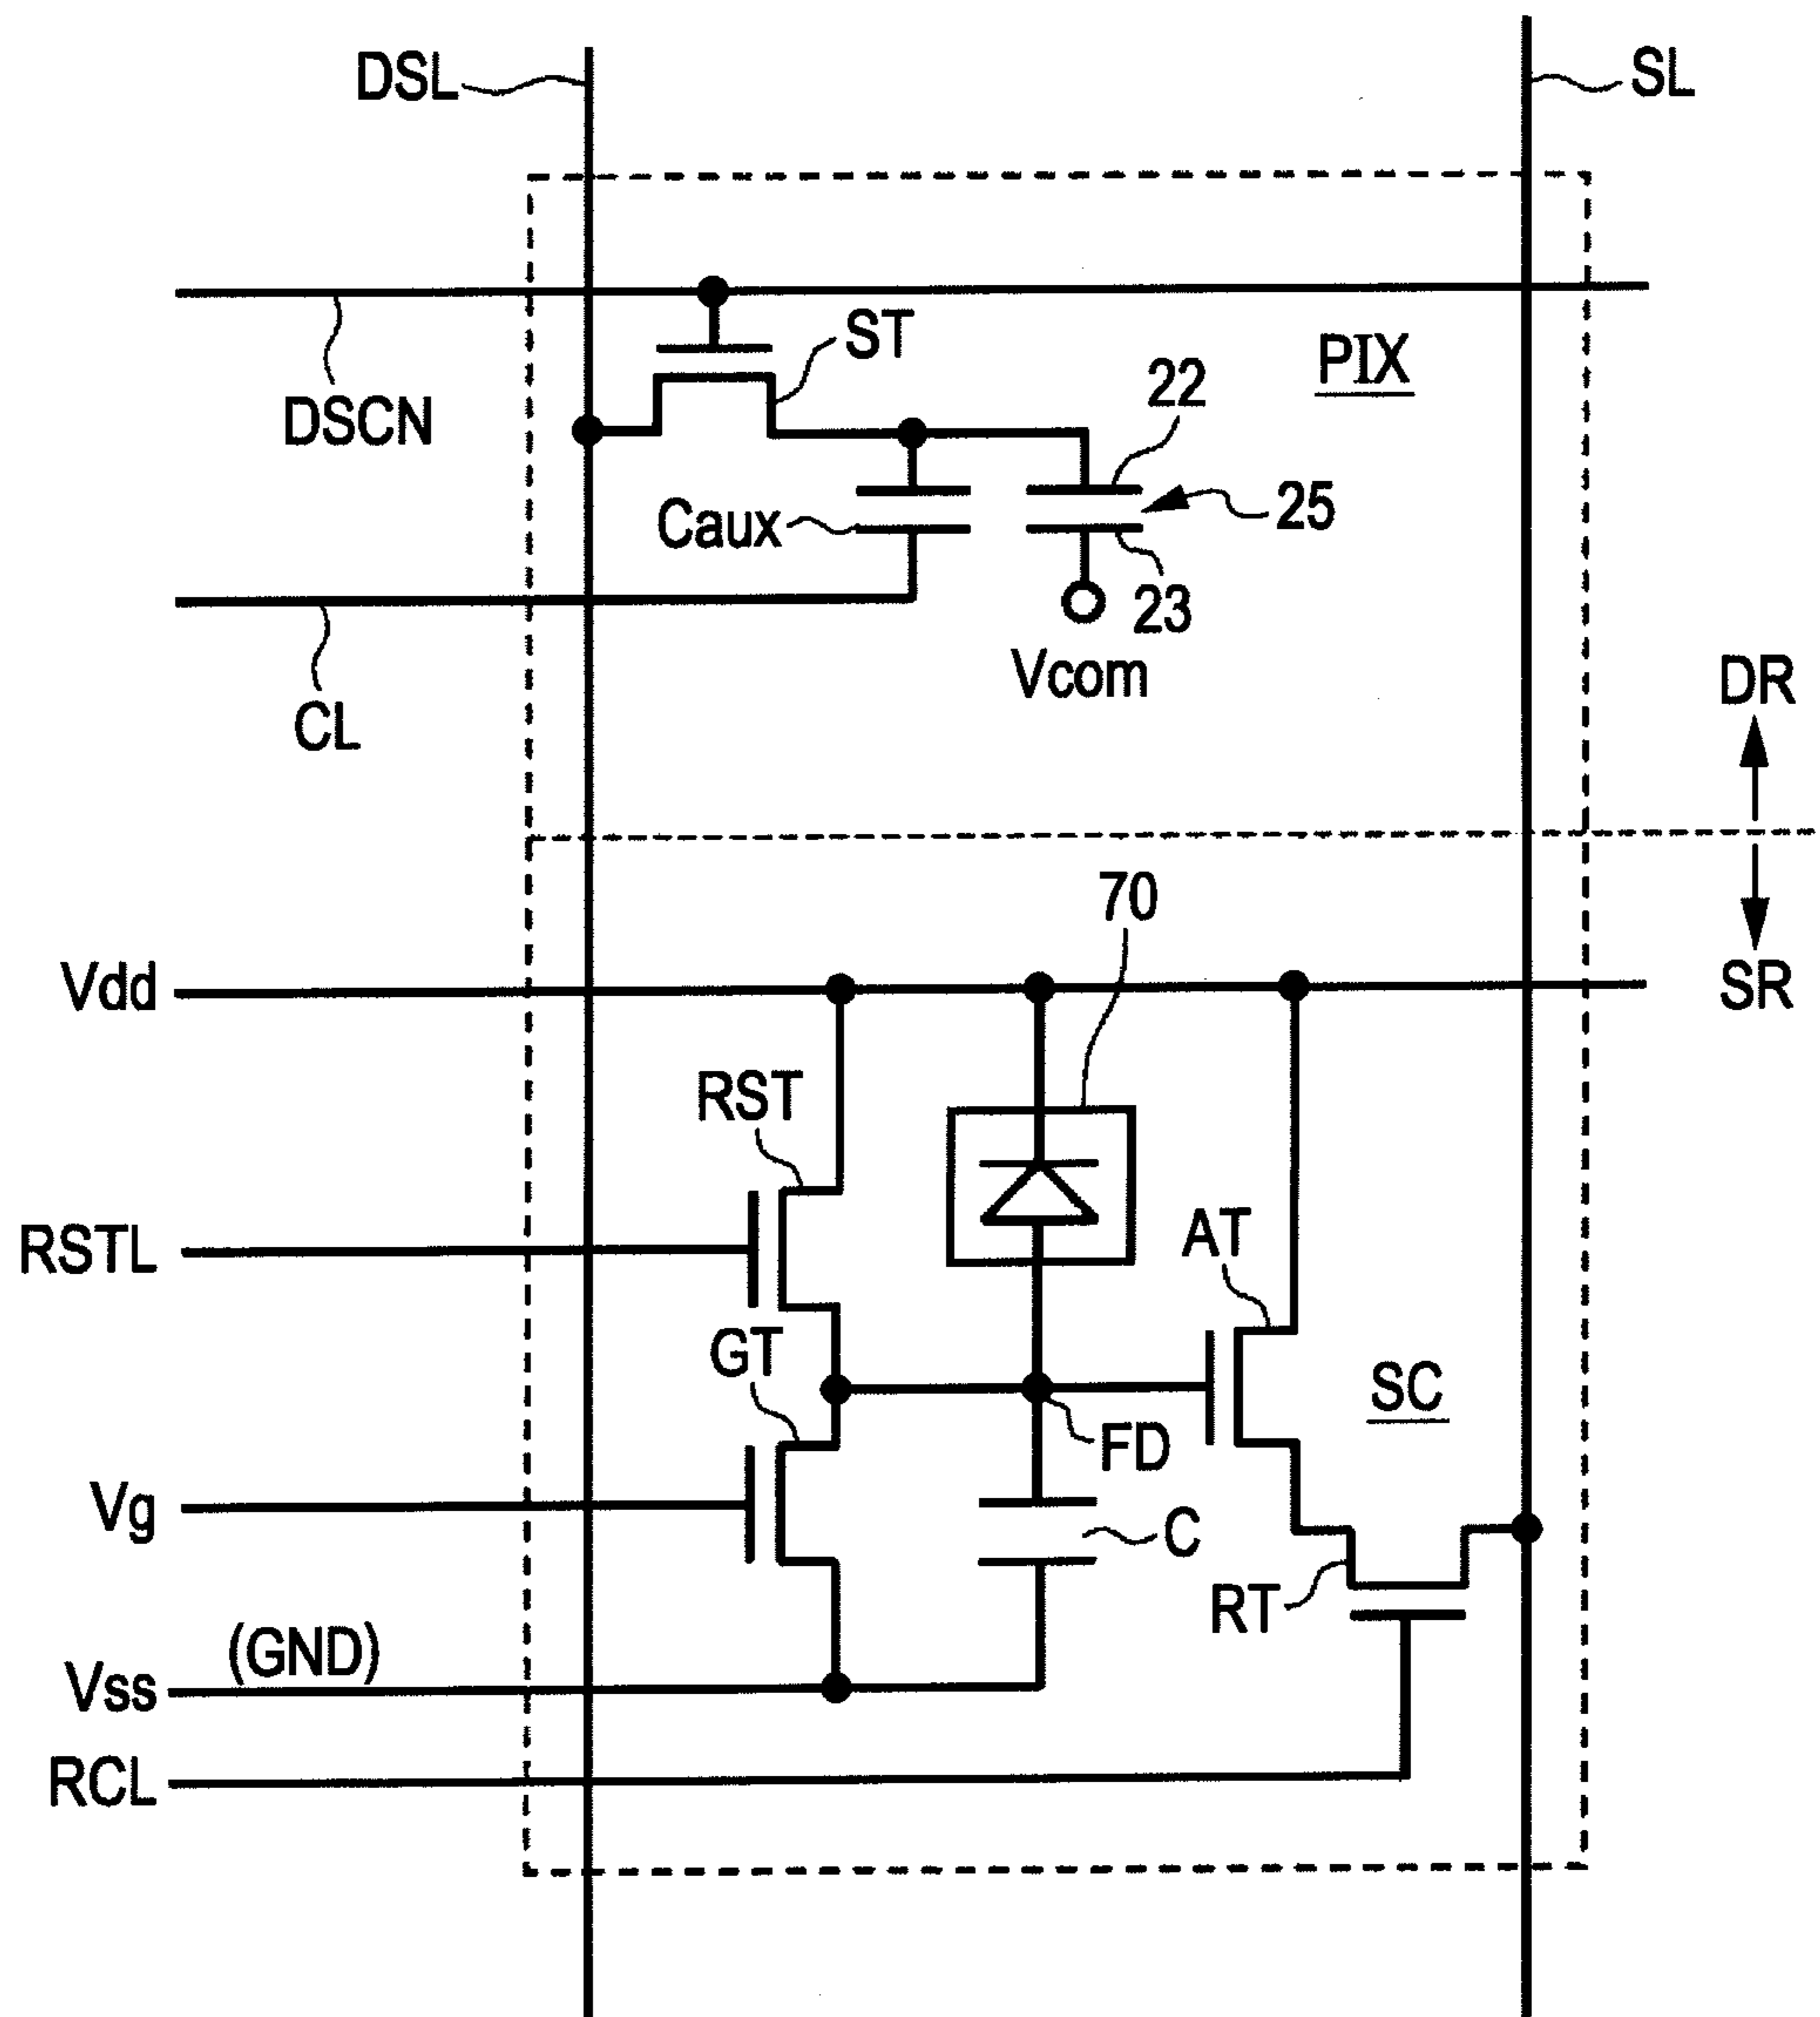 DSL
SL
ST
PIX
22
DSCN
25
Caux
23
Vcom
DR
CL
70
Vdd
SR
RST
AT
RSTL
GT
SC
FD
Vg
C
RT
(GND)
Vss
RCL